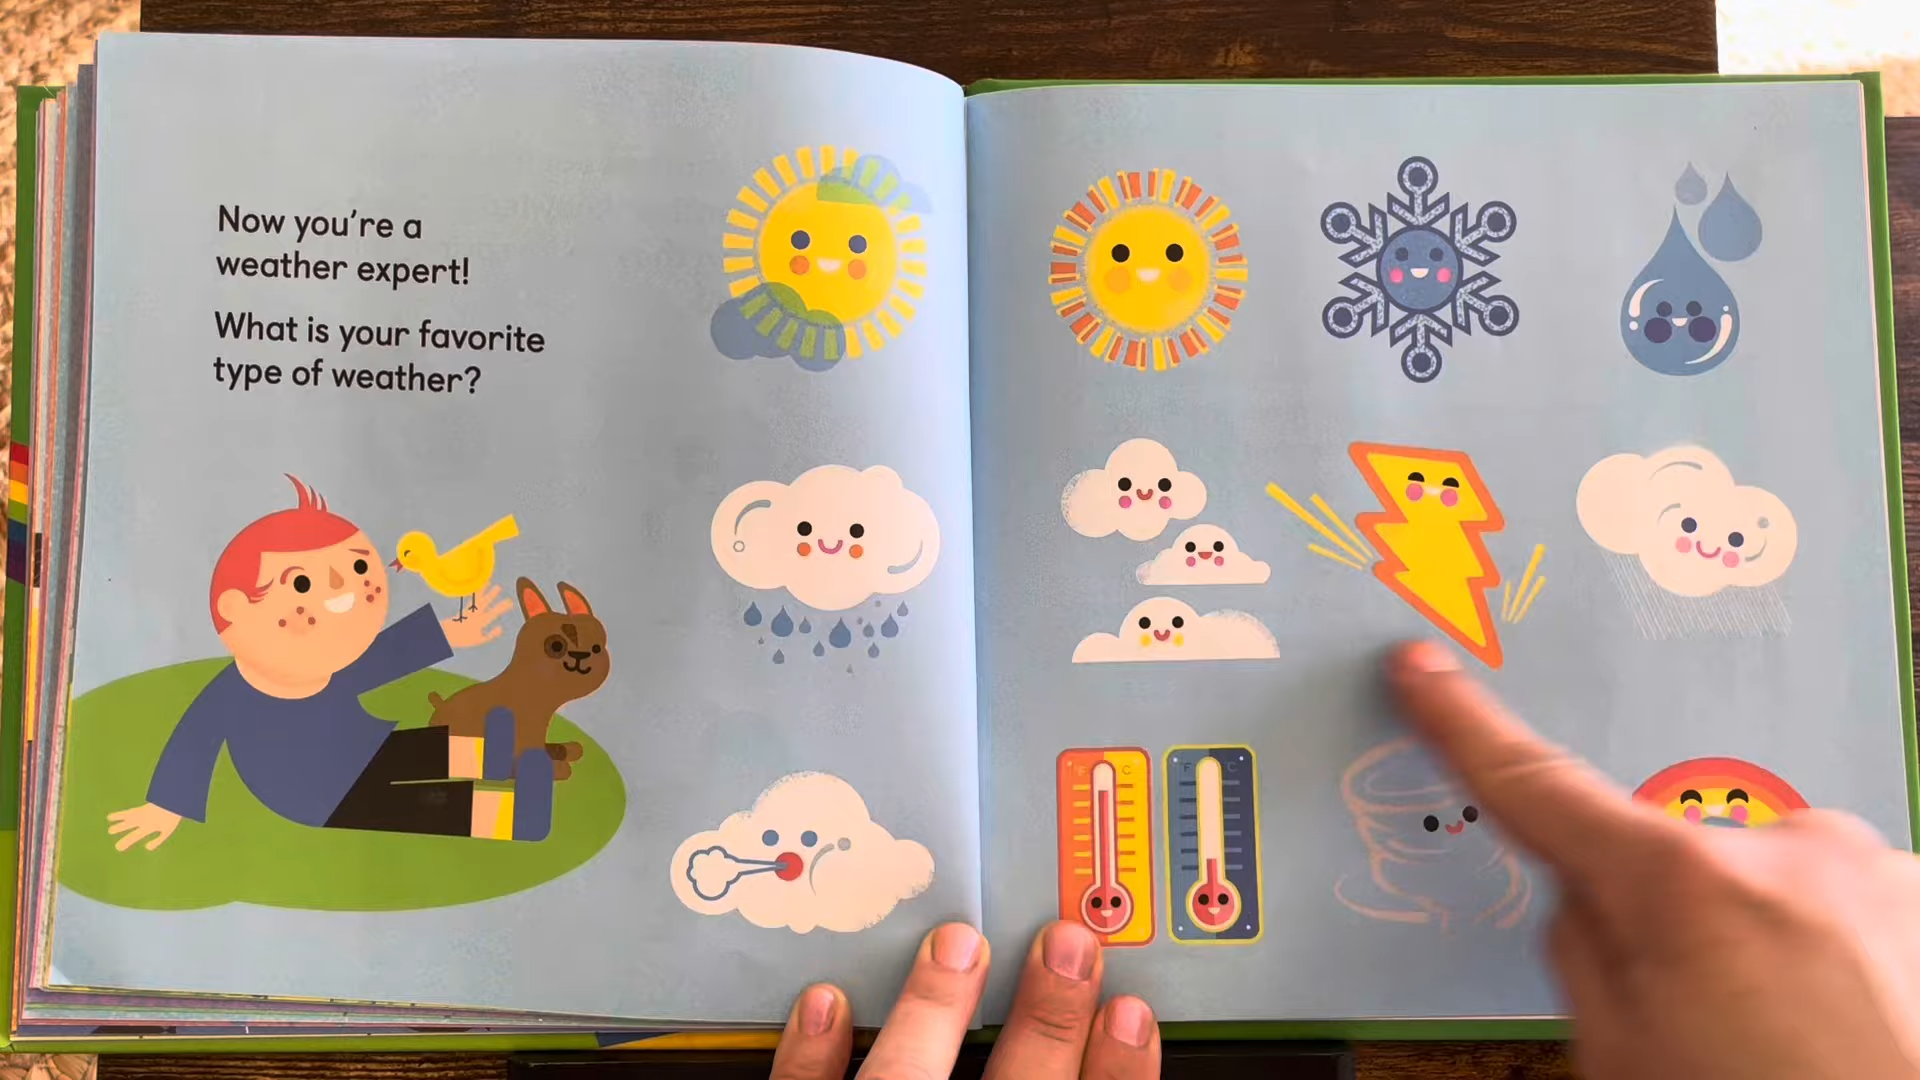 Now you're a
weather expert!
What is your favorite
type of weather?
F C
F C